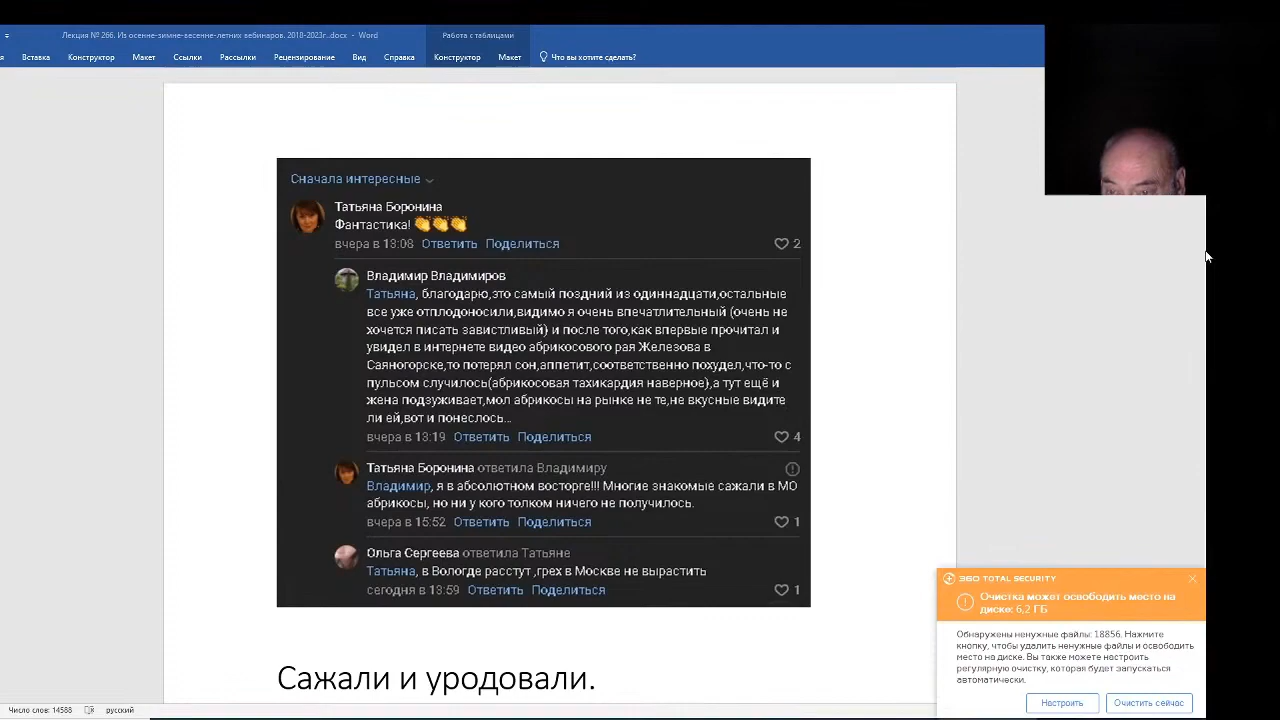 Лекция № 266. Из осенне-зимне-весенне-летних вебинаров. 2018-2023г..docx - Word
Работа с таблицами
я Вставка Конструктор Макет Ссылки Рассылки Рецензирование Вид Справка Конструктор Макет Что вы хотите сделать?
Сначала интересные
Татьяна Боронина
Фантастика! 👏👏👏
вчера в 13:08 Ответить Поделиться 2
Владимир Владимиров
Татьяна, благодарю,это самый поздний из одиннадцати,остальные
все уже отплодоносили,видимо я очень впечатлительный (очень не
хочется писать завистливый) и после того,как впервые прочитал и
увидел в интернете видео абрикосового рая Железова в
Саяногорске,то потерял сон,аппетит,соответственно похудел,что-то с
пульсом случилось(абрикосовая тахикардия наверное),а тут ещё и
жена подзуживает,мол абрикосы на рынке не те,не вкусные видите
ли ей,вот и понеслось...
вчера в 13:19 Ответить Поделиться 4
Татьяна Боронина ответила Владимиру
Владимир, я в абсолютном восторге!!! Многие знакомые сажали в МО
абрикосы, но ни у кого толком ничего не получилось.
вчера в 15:52 Ответить Поделиться 1
Ольга Сергеева ответила Татьяне
Татьяна, в Вологде расстут ,грех в Москве не вырастить
сегодня в 13:59 Ответить Поделиться 1
Сажали и уродовали.
360 TOTAL SECURITY
Очистка может освободить место на
диске: 6,2 ГБ
Обнаружены ненужные файлы: 18856. Нажмите
кнопку, чтобы удалить ненужные файлы и освободить
место на диске. Вы также можете настроить
регулярную очистку, которая будет запускаться
автоматически.
Настроить Очистить сейчас
Число слов: 14588 русский